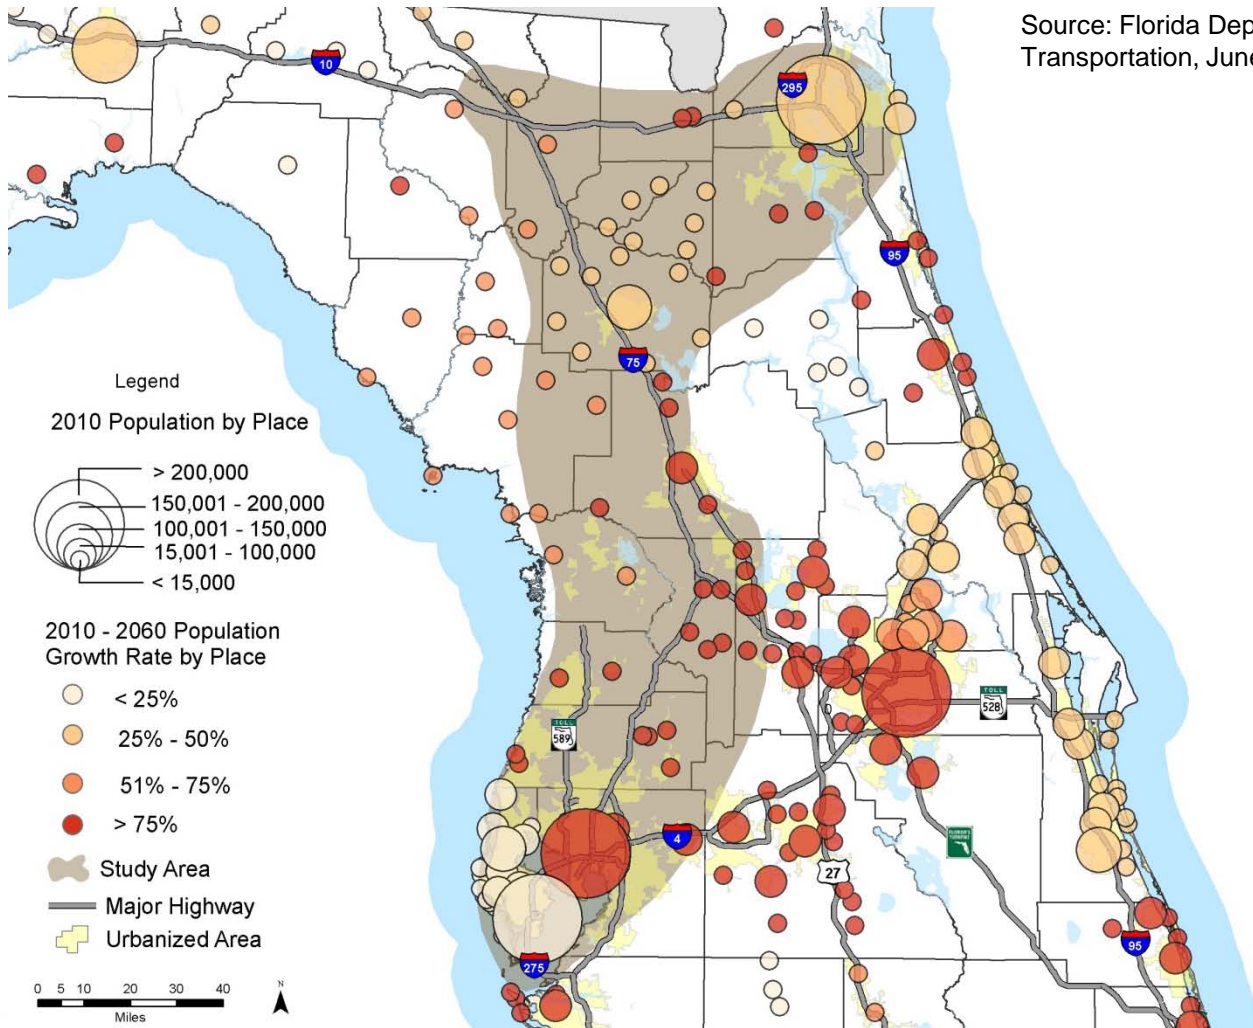 Source: Florida Dep
Transportation, June
10
295
95
75
Legend
2010 Population by Place
> 200,000
150,001 - 200,000
100,001 - 150,000
15,001 - 100,000
< 15,000
2010 - 2060 Population
Growth Rate by Place
< 25%
25% - 50%
51% - 75%
> 75%
Study Area
Major Highway
Urbanized Area
0 5 10 20 30 40
Miles
N
TOLL
589
TOLL
528
0
4
FLORIDA'S
TURNPIKE
27
95
275